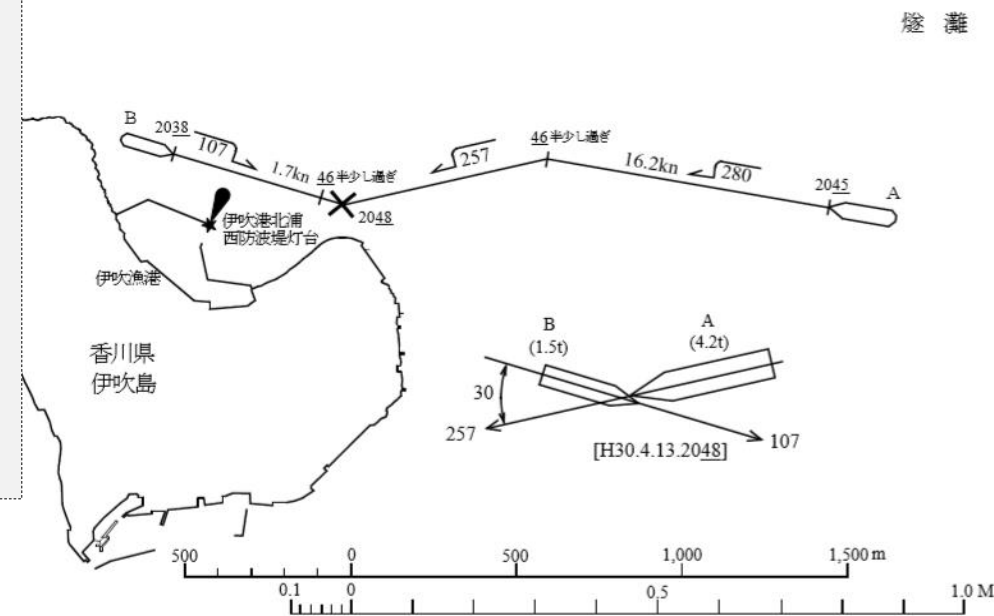 燧 灘
B
2038
107
1.7kn
46半少し過ぎ
2048
257
46半少し過ぎ
16.2kn
280
2045
A
伊吹港北浦
西防波堤灯台
伊吹漁港
香川県
伊吹島
B
(1.5t)
A
(4.2t)
30
257
107
[H30.4.13.2048]
500
0
500
1,000
1,500 m
0.1
0
0.5
1.0 M